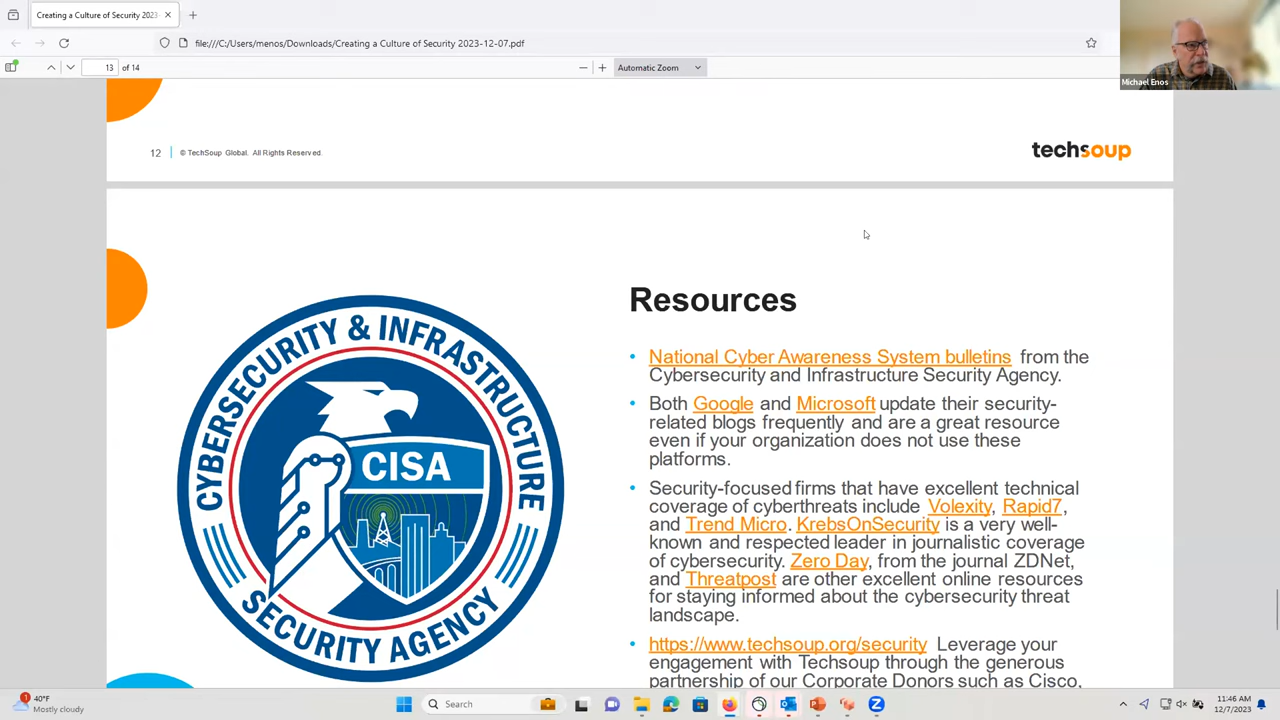 Creating a Culture of Security 2023
file:///C:/Users/menos/Downloads/Creating a Culture of Security 2023-12-07.pdf
13 of 14
Automatic Zoom
Michael Enos
12 © TechSoup Global. All Rights Reserved.
techsoup
CYBERSECURITY & INFRASTRUCTURE
CISA
SECURITY AGENCY
Resources
• National Cyber Awareness System bulletins from the
Cybersecurity and Infrastructure Security Agency.
• Both Google and Microsoft update their security-
related blogs frequently and are a great resource
even if your organization does not use these
platforms.
• Security-focused firms that have excellent technical
coverage of cyberthreats include Volexity, Rapid7,
and Trend Micro. KrebsOnSecurity is a very well-
known and respected leader in journalistic coverage
of cybersecurity. Zero Day, from the journal ZDNet,
and Threatpost are other excellent online resources
for staying informed about the cybersecurity threat
landscape.
• https://www.techsoup.org/security Leverage your
engagement with Techsoup through the generous
partnership of our Corporate Donors such as Cisco,
1
40°F
Mostly cloudy
Search
11:46 AM
12/7/2023